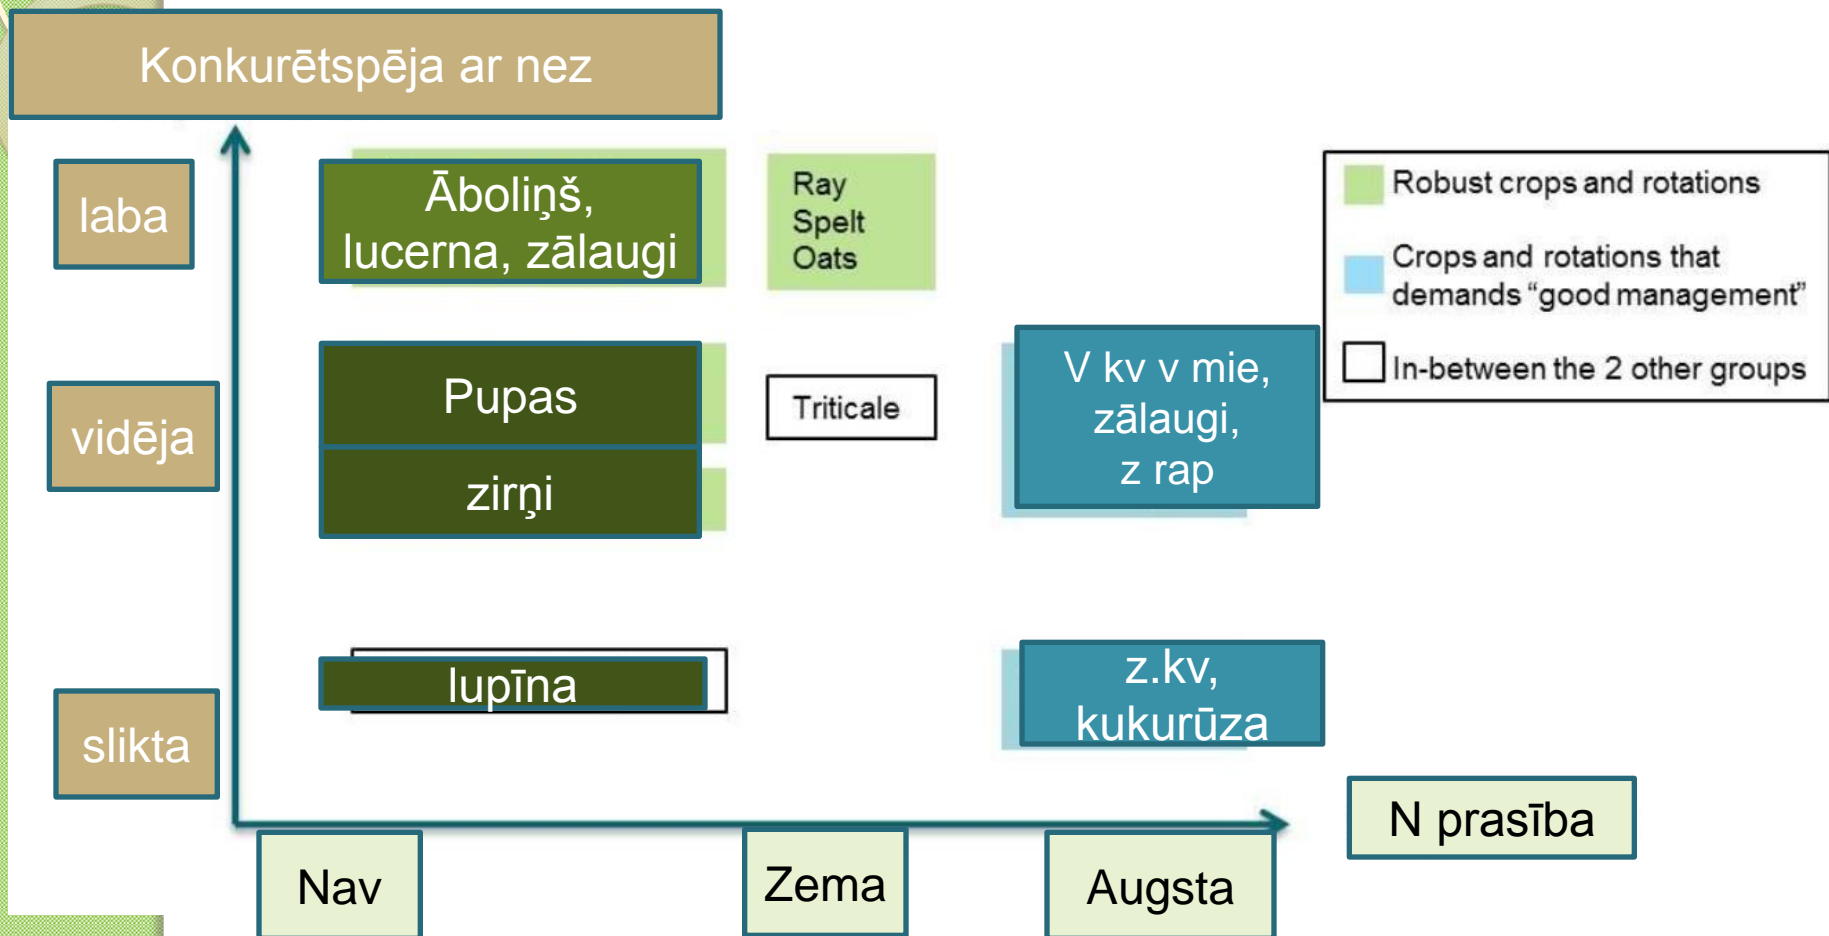 Konkurētspēja ar nez
laba
Āboliņš,
lucerna, zālaugi
Ray
Spelt
Oats
Robust crops and rotations
Crops and rotations that
demands “good management”
In-between the 2 other groups
vidēja
Pupas
zirņi
Triticale
V kv v mie,
zālaugi,
z rap
slikta
lupīna
z.kv,
kukurūza
N prasība
Nav
Zema
Augsta